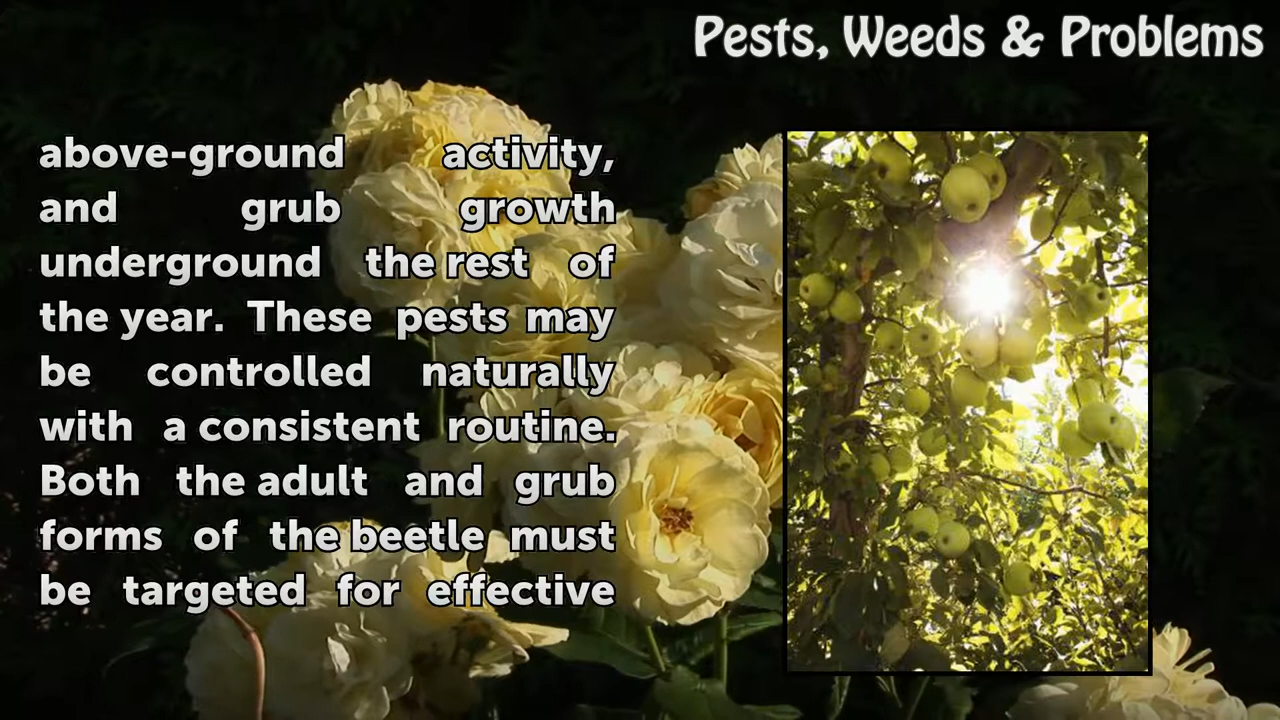 Pests, Weeds & Problems
above-ground activity,
and grub growth
underground the rest of
the year. These pests may
be controlled naturally
with a consistent routine.
Both the adult and grub
forms of the beetle must
be targeted for effective